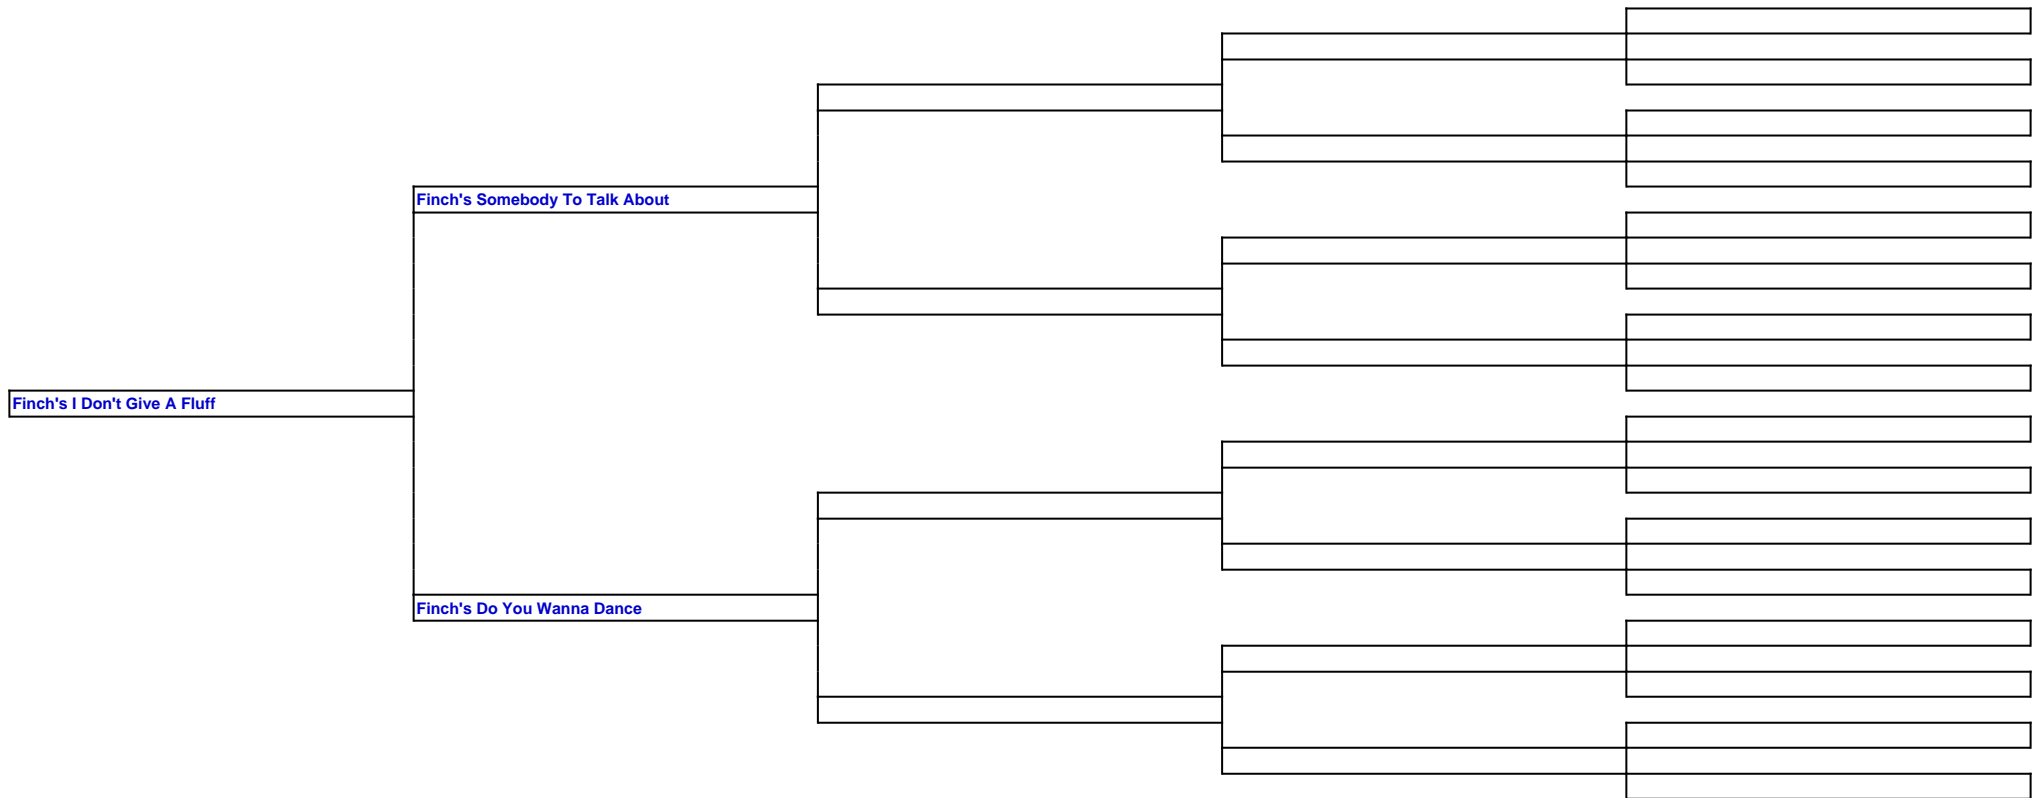 Finch's Somebody To Talk About
Finch's I Don't Give A Fluff
Finch's Do You Wanna Dance